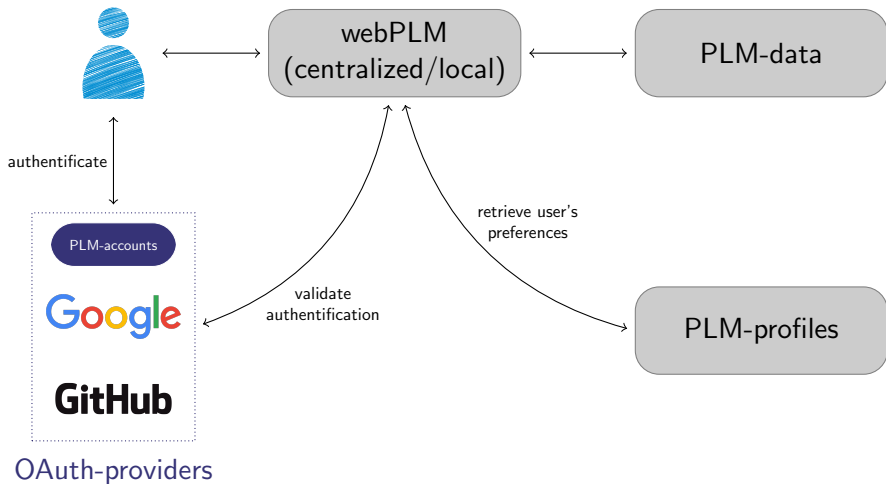 webPLM
(centralized/local)
PLM-data
authentificate
PLM-accounts
Google
GitHub
OAuth-providers
validate
authentification
retrieve user's
preferences
PLM-profiles